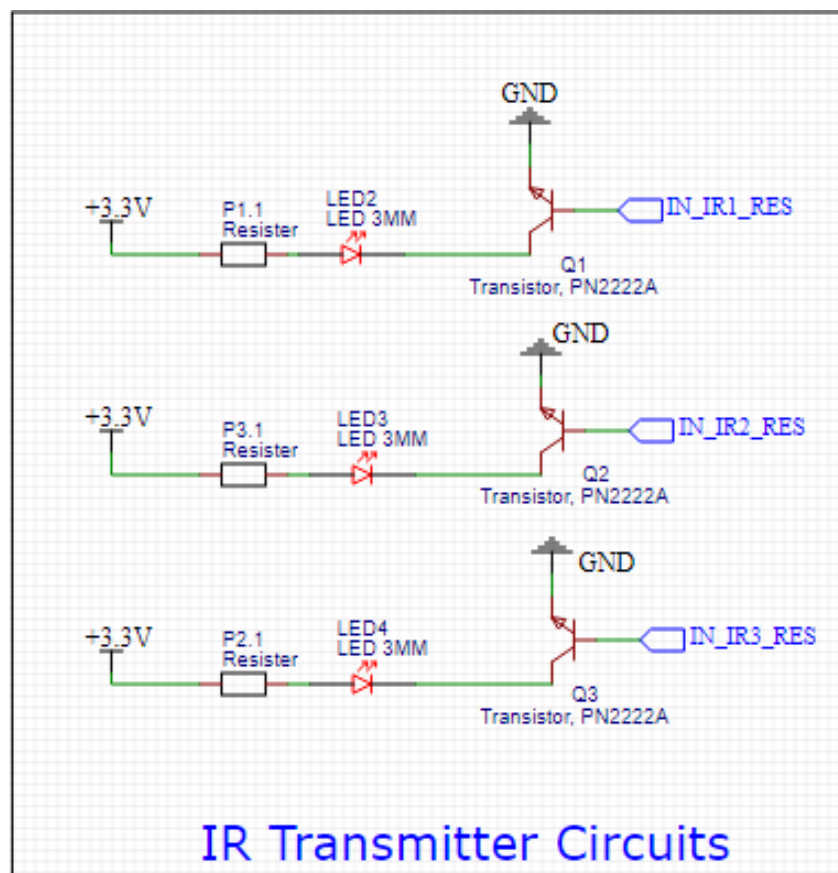 GND
+3.3V
P1.1
Resister
LED2
LED 3MM
IN_IR1_RES
Q1
Transistor, PN2222A
GND
+3.3V
P3.1
Resister
LED3
LED 3MM
IN_IR2_RES
Q2
Transistor, PN2222A
GND
+3.3V
P2.1
Resister
LED4
LED 3MM
IN_IR3_RES
Q3
Transistor, PN2222A
IR Transmitter Circuits